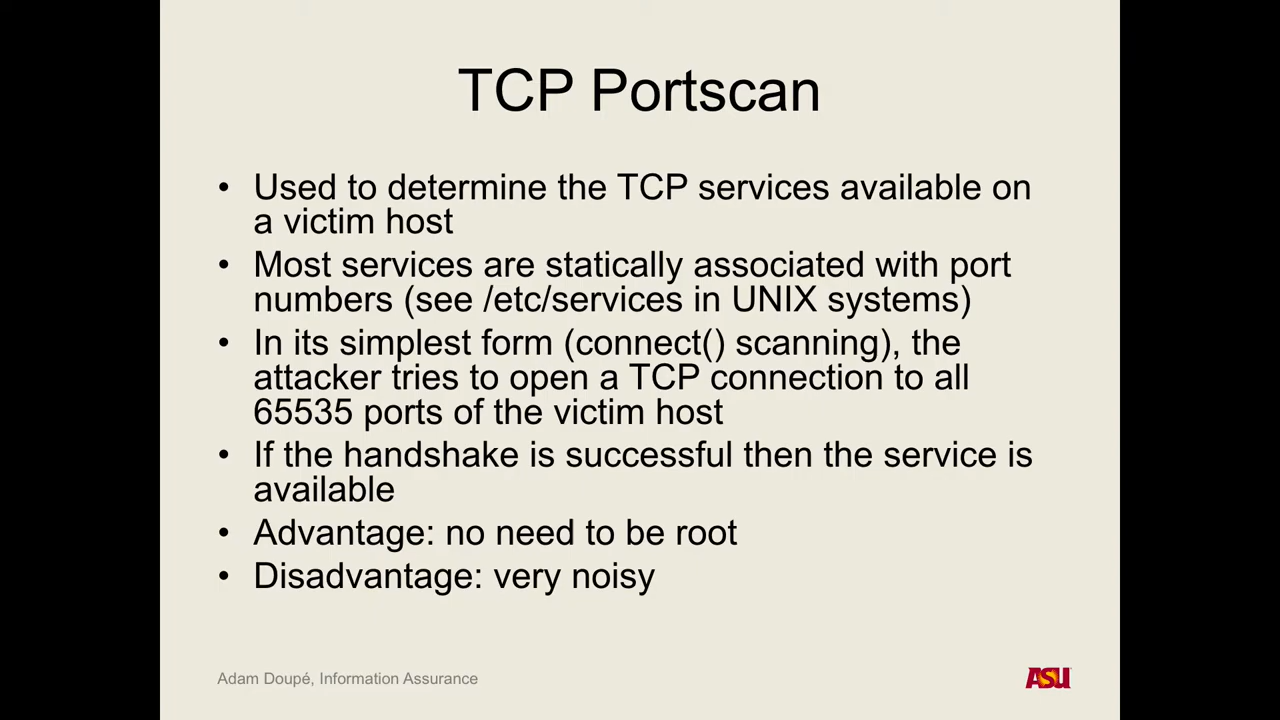 TCP Portscan
• Used to determine the TCP services available on
a victim host
• Most services are statically associated with port
numbers (see /etc/services in UNIX systems)
• In its simplest form (connect() scanning), the
attacker tries to open a TCP connection to all
65535 ports of the victim host
• If the handshake is successful then the service is
available
• Advantage: no need to be root
• Disadvantage: very noisy
Adam Doupé, Information Assurance
ASU